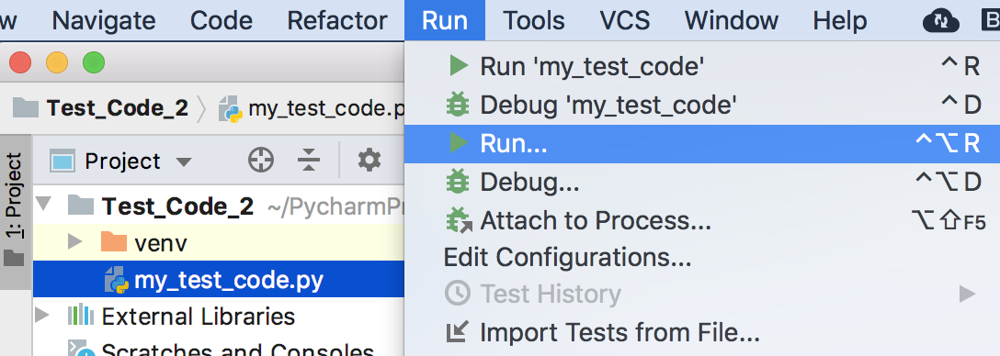 Navigate Code Refactor Run Tools VCS Window Help
Run 'my_test_code' ⌃ R
Debug 'my_test_code' ⌃ D
Run... ⌃⌥ R
Debug... ⌃⌥ D
Attach to Process... ⌥⇧F5
Edit Configurations...
Test History
Import Tests from File...
Test_Code_2 my_test_code.p
1: Project
Project
Test_Code_2 ~/PycharmPr
venv
my_test_code.py
External Libraries
Scratches and Consoles